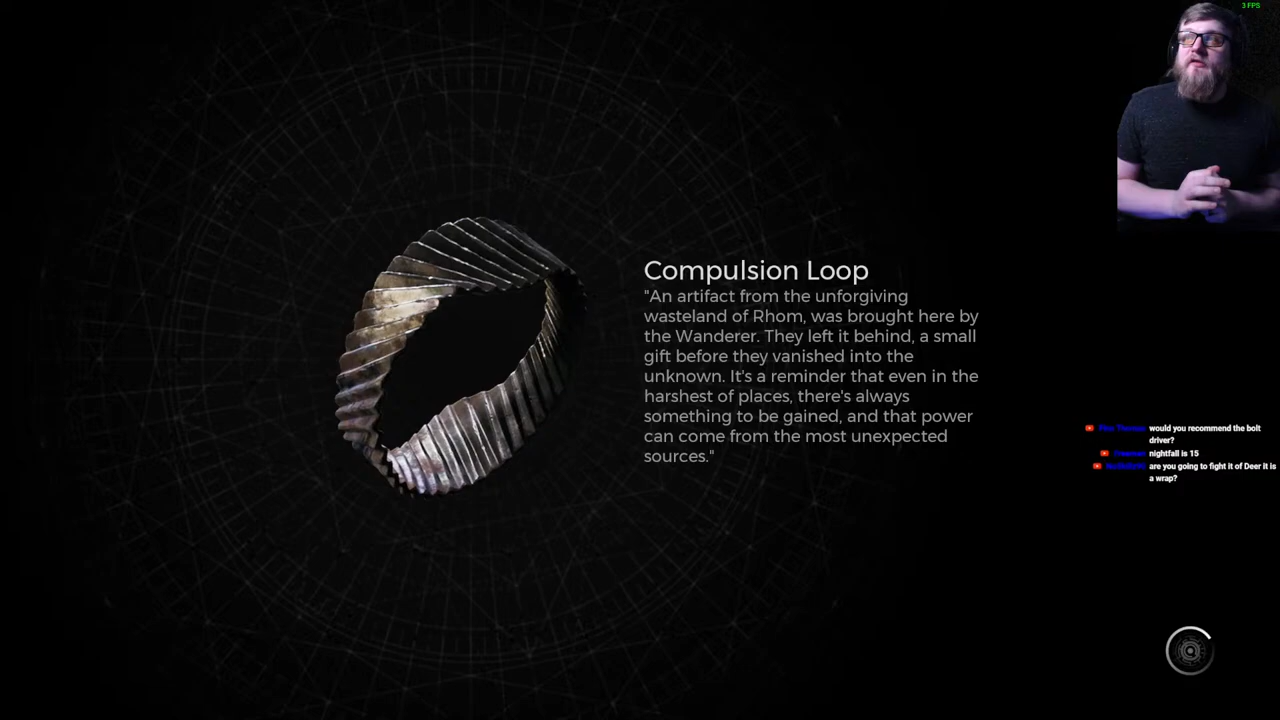 3 FPS
Compulsion Loop
"An artifact from the unforgiving
wasteland of Rhom, was brought here by
the Wanderer. They left it behind, a small
gift before they vanished into the
unknown. It's a reminder that even in the
harshest of places, there's always
something to be gained, and that power
can come from the most unexpected
sources."
would you recommend the bolt
driver?
nightfall is 15
are you going to fight it of Deer it is
a wrap?